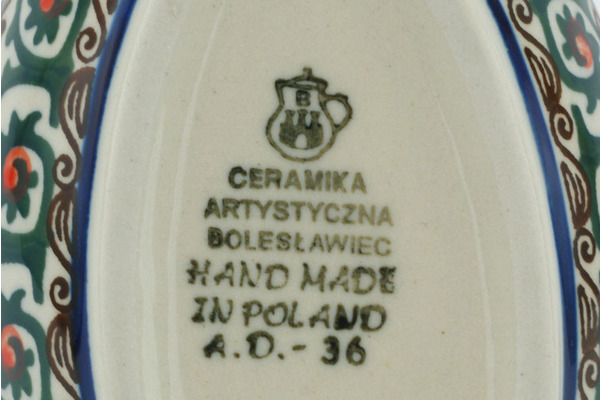 B
CERAMIKA
ARTYSTYCZNA
BOLESŁAWIEC
HAND MADE
IN POLAND
A.D.- 36